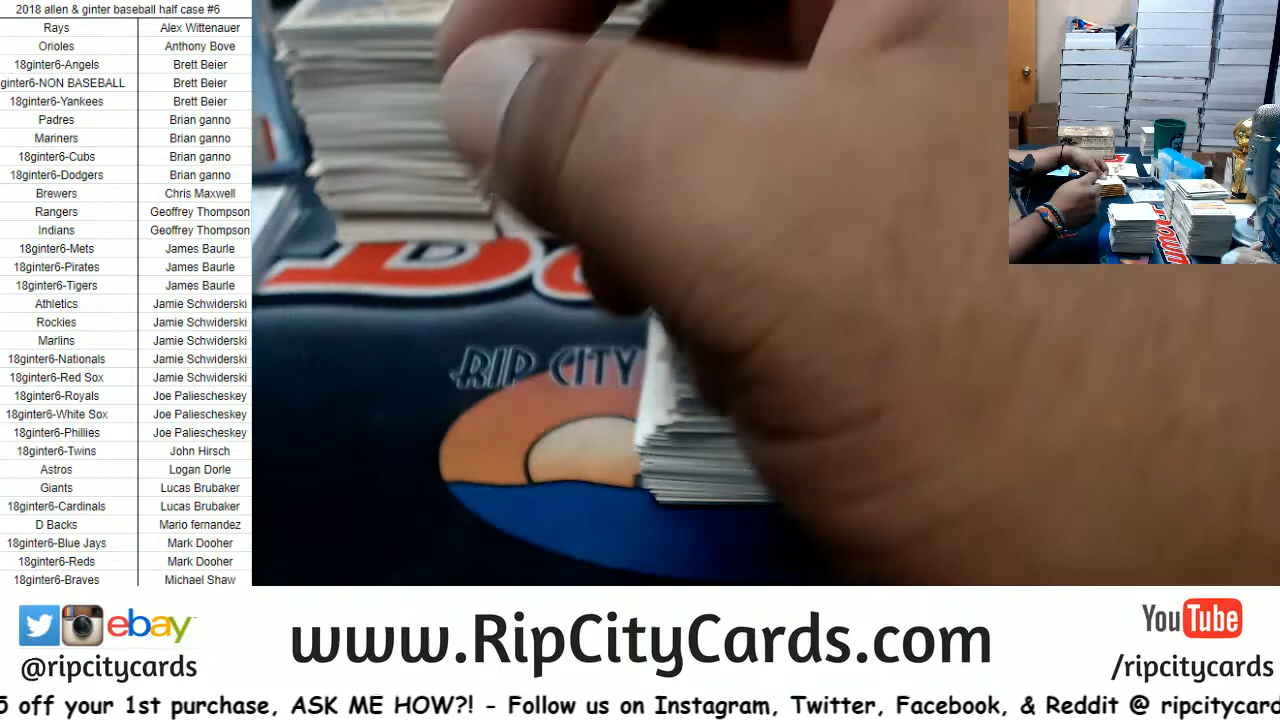 2018 allen & ginter baseball half case #6
Rays Alex Wittenauer
Orioles Anthony Bove
18ginter6-Angels Brett Beier
ginter6-NON BASEBALL Brett Beier
18ginter6-Yankees Brett Beier
Padres Brian ganno
Mariners Brian ganno
18ginter6-Cubs Brian ganno
18ginter6-Dodgers Brian ganno
Brewers Chris Maxwell
Rangers Geoffrey Thompson
Indians Geoffrey Thompson
18ginter6-Mets James Baurle
18ginter6-Pirates James Baurle
18ginter6-Tigers James Baurle
Athletics Jamie Schwiderski
Rockies Jamie Schwiderski
Marlins Jamie Schwiderski
18ginter6-Nationals Jamie Schwiderski
18ginter6-Red Sox Jamie Schwiderski
18ginter6-Royals Joe Paliescheskey
18ginter6-White Sox Joe Paliescheskey
18ginter6-Phillies Joe Paliescheskey
18ginter6-Twins John Hirsch
Astros Logan Dorle
Giants Lucas Brubaker
18ginter6-Cardinals Lucas Brubaker
D Backs Mario fernandez
18ginter6-Blue Jays Mark Dooher
18ginter6-Reds Mark Dooher
18ginter6-Braves Michael Shaw
RIP CITY
ebay
@ripcitycards
www.RipCityCards.com
YouTube
/ripcitycards
5 off your 1st purchase, ASK ME HOW?! - Follow us on Instagram, Twitter, Facebook, & Reddit @ ripcitycard